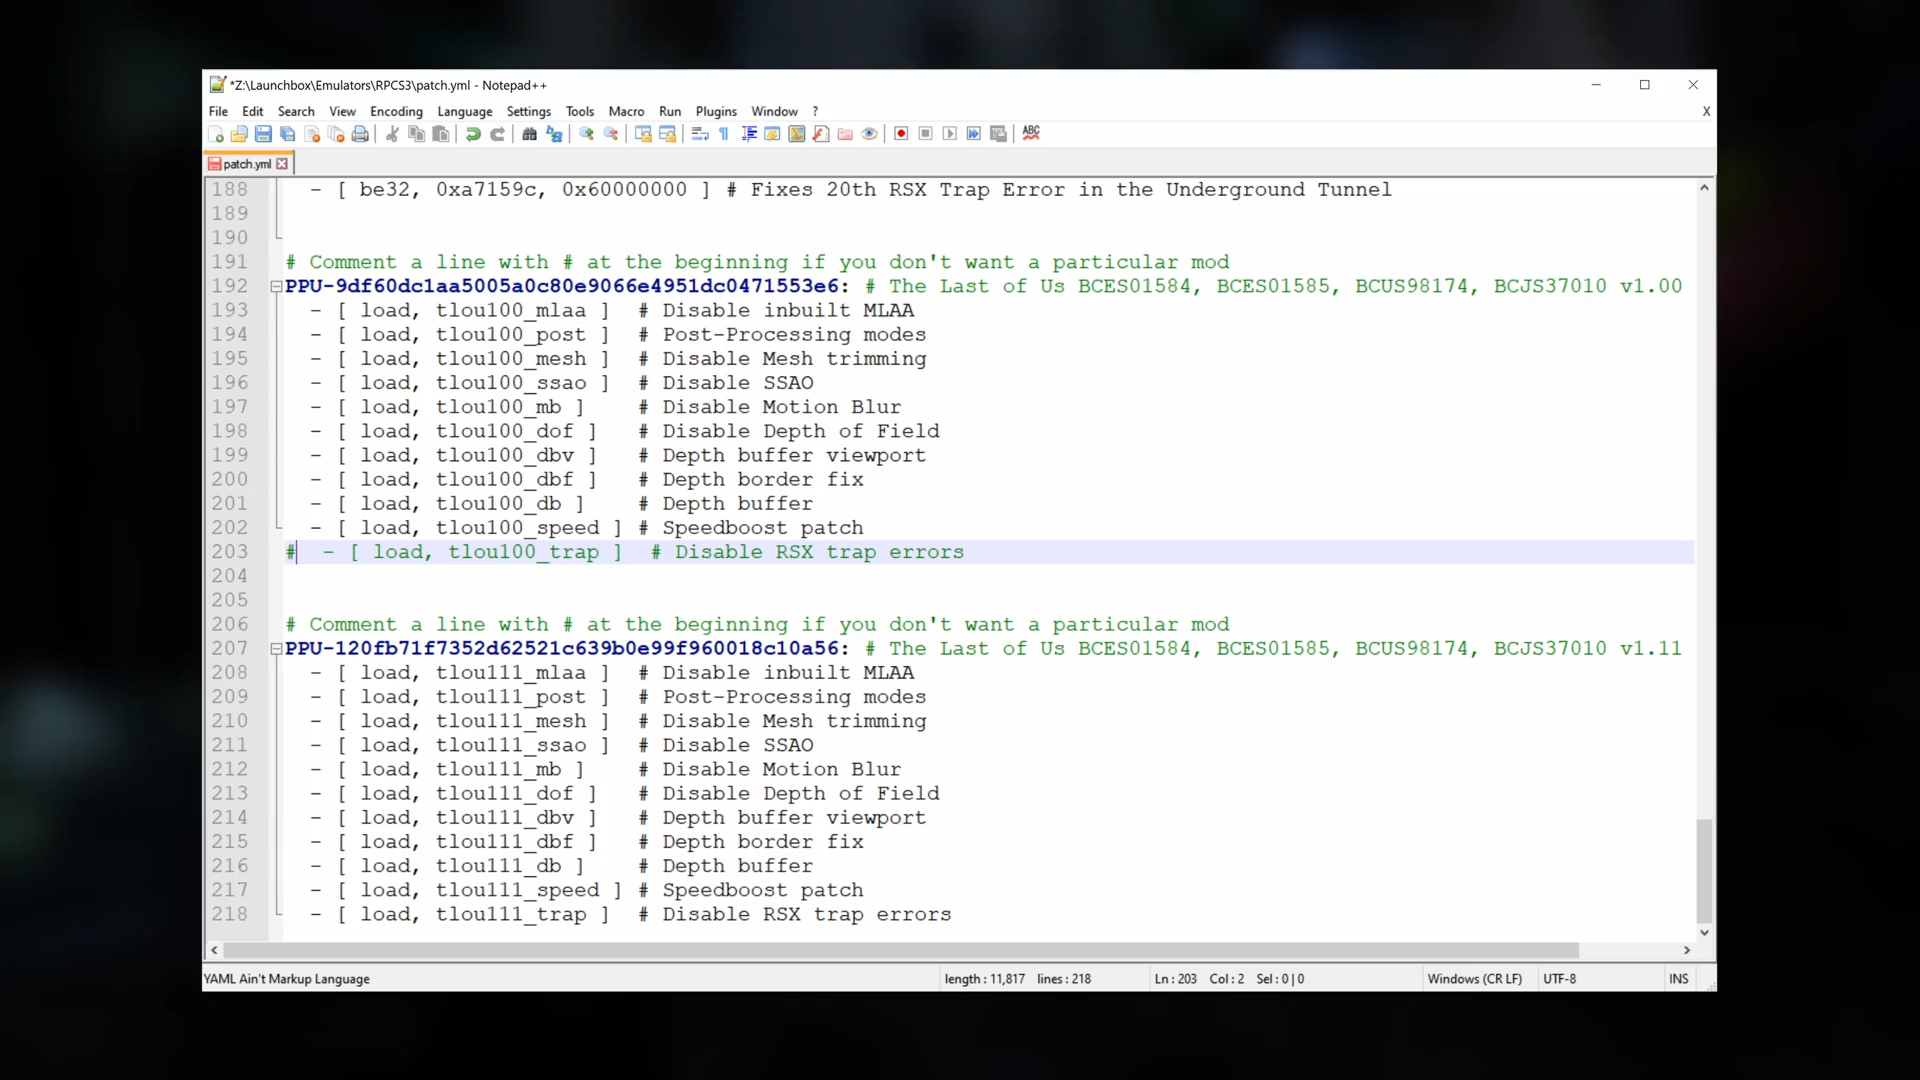 *Z:\Launchbox\Emulators\RPCS3\patch.yml - Notepad++
File Edit Search View Encoding Language Settings Tools Macro Run Plugins Window ? X
ABC
patch.yml
188 - [ be32, 0xa7159c, 0x60000000 ] # Fixes 20th RSX Trap Error in the Underground Tunnel
189
190
191 # Comment a line with # at the beginning if you don't want a particular mod
192 PPU-9df60dc1aa5005a0c80e9066e4951dc0471553e6: # The Last of Us BCES01584, BCES01585, BCUS98174, BCJS37010 v1.00
193 - [ load, tlou100_mlaa ] # Disable inbuilt MLAA
194 - [ load, tlou100_post ] # Post-Processing modes
195 - [ load, tlou100_mesh ] # Disable Mesh trimming
196 - [ load, tlou100_ssao ] # Disable SSAO
197 - [ load, tlou100_mb ] # Disable Motion Blur
198 - [ load, tlou100_dof ] # Disable Depth of Field
199 - [ load, tlou100_dbv ] # Depth buffer viewport
200 - [ load, tlou100_dbf ] # Depth border fix
201 - [ load, tlou100_db ] # Depth buffer
202 - [ load, tlou100_speed ] # Speedboost patch
203 # - [ load, tlou100_trap ] # Disable RSX trap errors
204
205
206 # Comment a line with # at the beginning if you don't want a particular mod
207 PPU-120fb71f7352d62521c639b0e99f960018c10a56: # The Last of Us BCES01584, BCES01585, BCUS98174, BCJS37010 v1.11
208 - [ load, tlou111_mlaa ] # Disable inbuilt MLAA
209 - [ load, tlou111_post ] # Post-Processing modes
210 - [ load, tlou111_mesh ] # Disable Mesh trimming
211 - [ load, tlou111_ssao ] # Disable SSAO
212 - [ load, tlou111_mb ] # Disable Motion Blur
213 - [ load, tlou111_dof ] # Disable Depth of Field
214 - [ load, tlou111_dbv ] # Depth buffer viewport
215 - [ load, tlou111_dbf ] # Depth border fix
216 - [ load, tlou111_db ] # Depth buffer
217 - [ load, tlou111_speed ] # Speedboost patch
218 - [ load, tlou111_trap ] # Disable RSX trap errors
YAML Ain't Markup Language length : 11,817 lines : 218 Ln : 203 Col : 2 Sel : 0 | 0 Windows (CR LF) UTF-8 INS